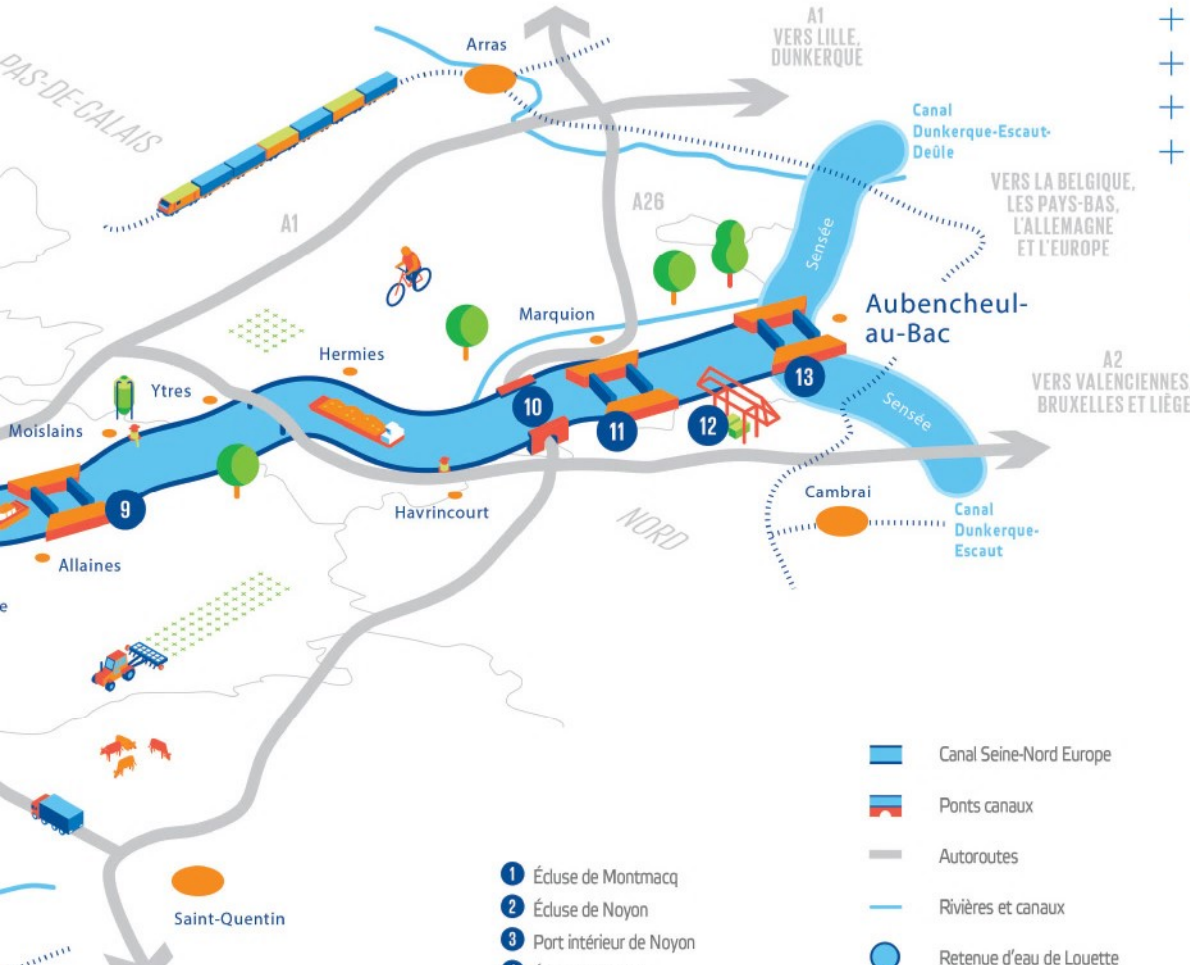 A1
VERS LILLE,
DUNKERQUE
Arras
PAS-DE-CALAIS
Canal
Dunkerque-Escaut-
Deûle
VERS LA BELGIQUE,
LES PAYS-BAS,
L'ALLEMAGNE
ET L'EUROPE
A1
A26
Sensée
Marquion
Aubencheul-
au-Bac
Hermies
A2
VERS VALENCIENNES
BRUXELLES ET LIÈGE
13
Ytres
10
Sensée
Moislains
11
12
9
Havrincourt
Cambrai
NORD
Canal
Dunkerque-
Escaut
Allaines
e
Canal Seine-Nord Europe
Ponts canaux
Autoroutes
Rivières et canaux
Retenue d'eau de Louette
1 Écluse de Montmacq
2 Écluse de Noyon
3 Port intérieur de Noyon
Saint-Quentin